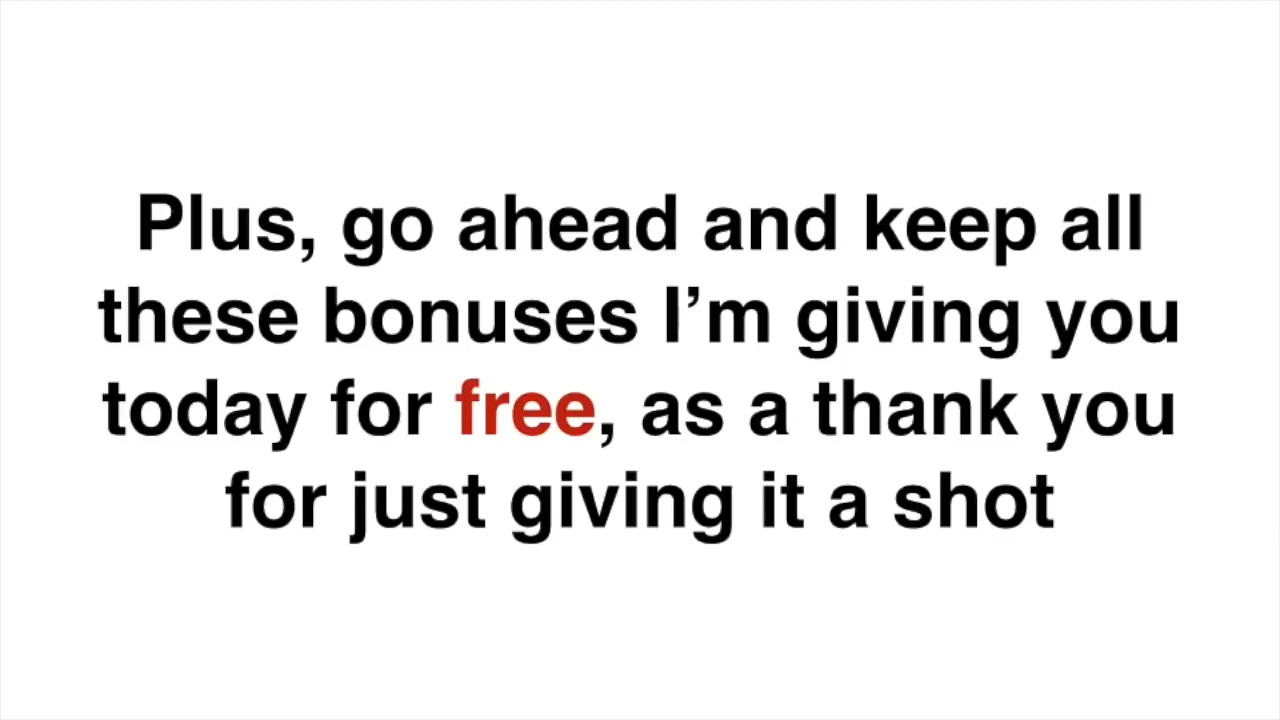 Plus, go ahead and keep all
these bonuses I’m giving you
today for free, as a thank you
for just giving it a shot